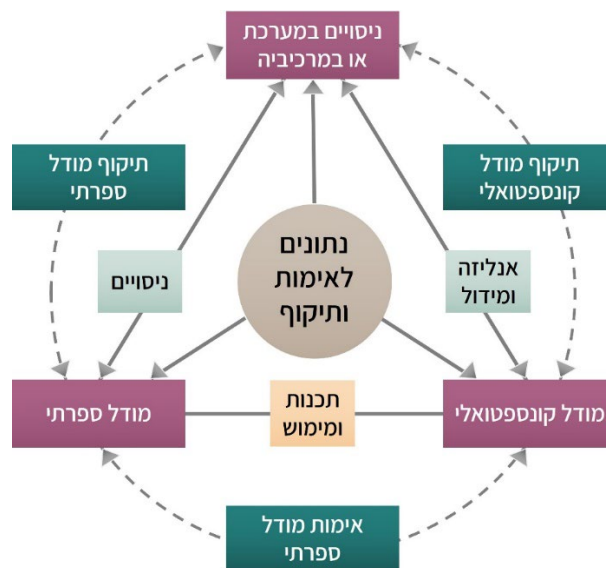 ניסויים במערכת
או במרכיביה
תיקוף מודל
קונספטואלי
תיקוף מודל
ספרתי
נתונים
לאימות
ותיקוף
אנליזה
ומידול
ניסויים
מודל קונספטואלי
תכנות
ומימוש
מודל ספרתי
אימות מודל
ספרתי